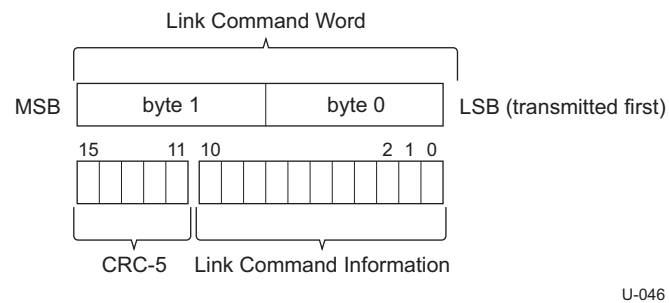 Link Command Word
MSB byte 1 byte 0 LSB (transmitted first)
15 11 10 2 1 0
CRC-5 Link Command Information
U-046